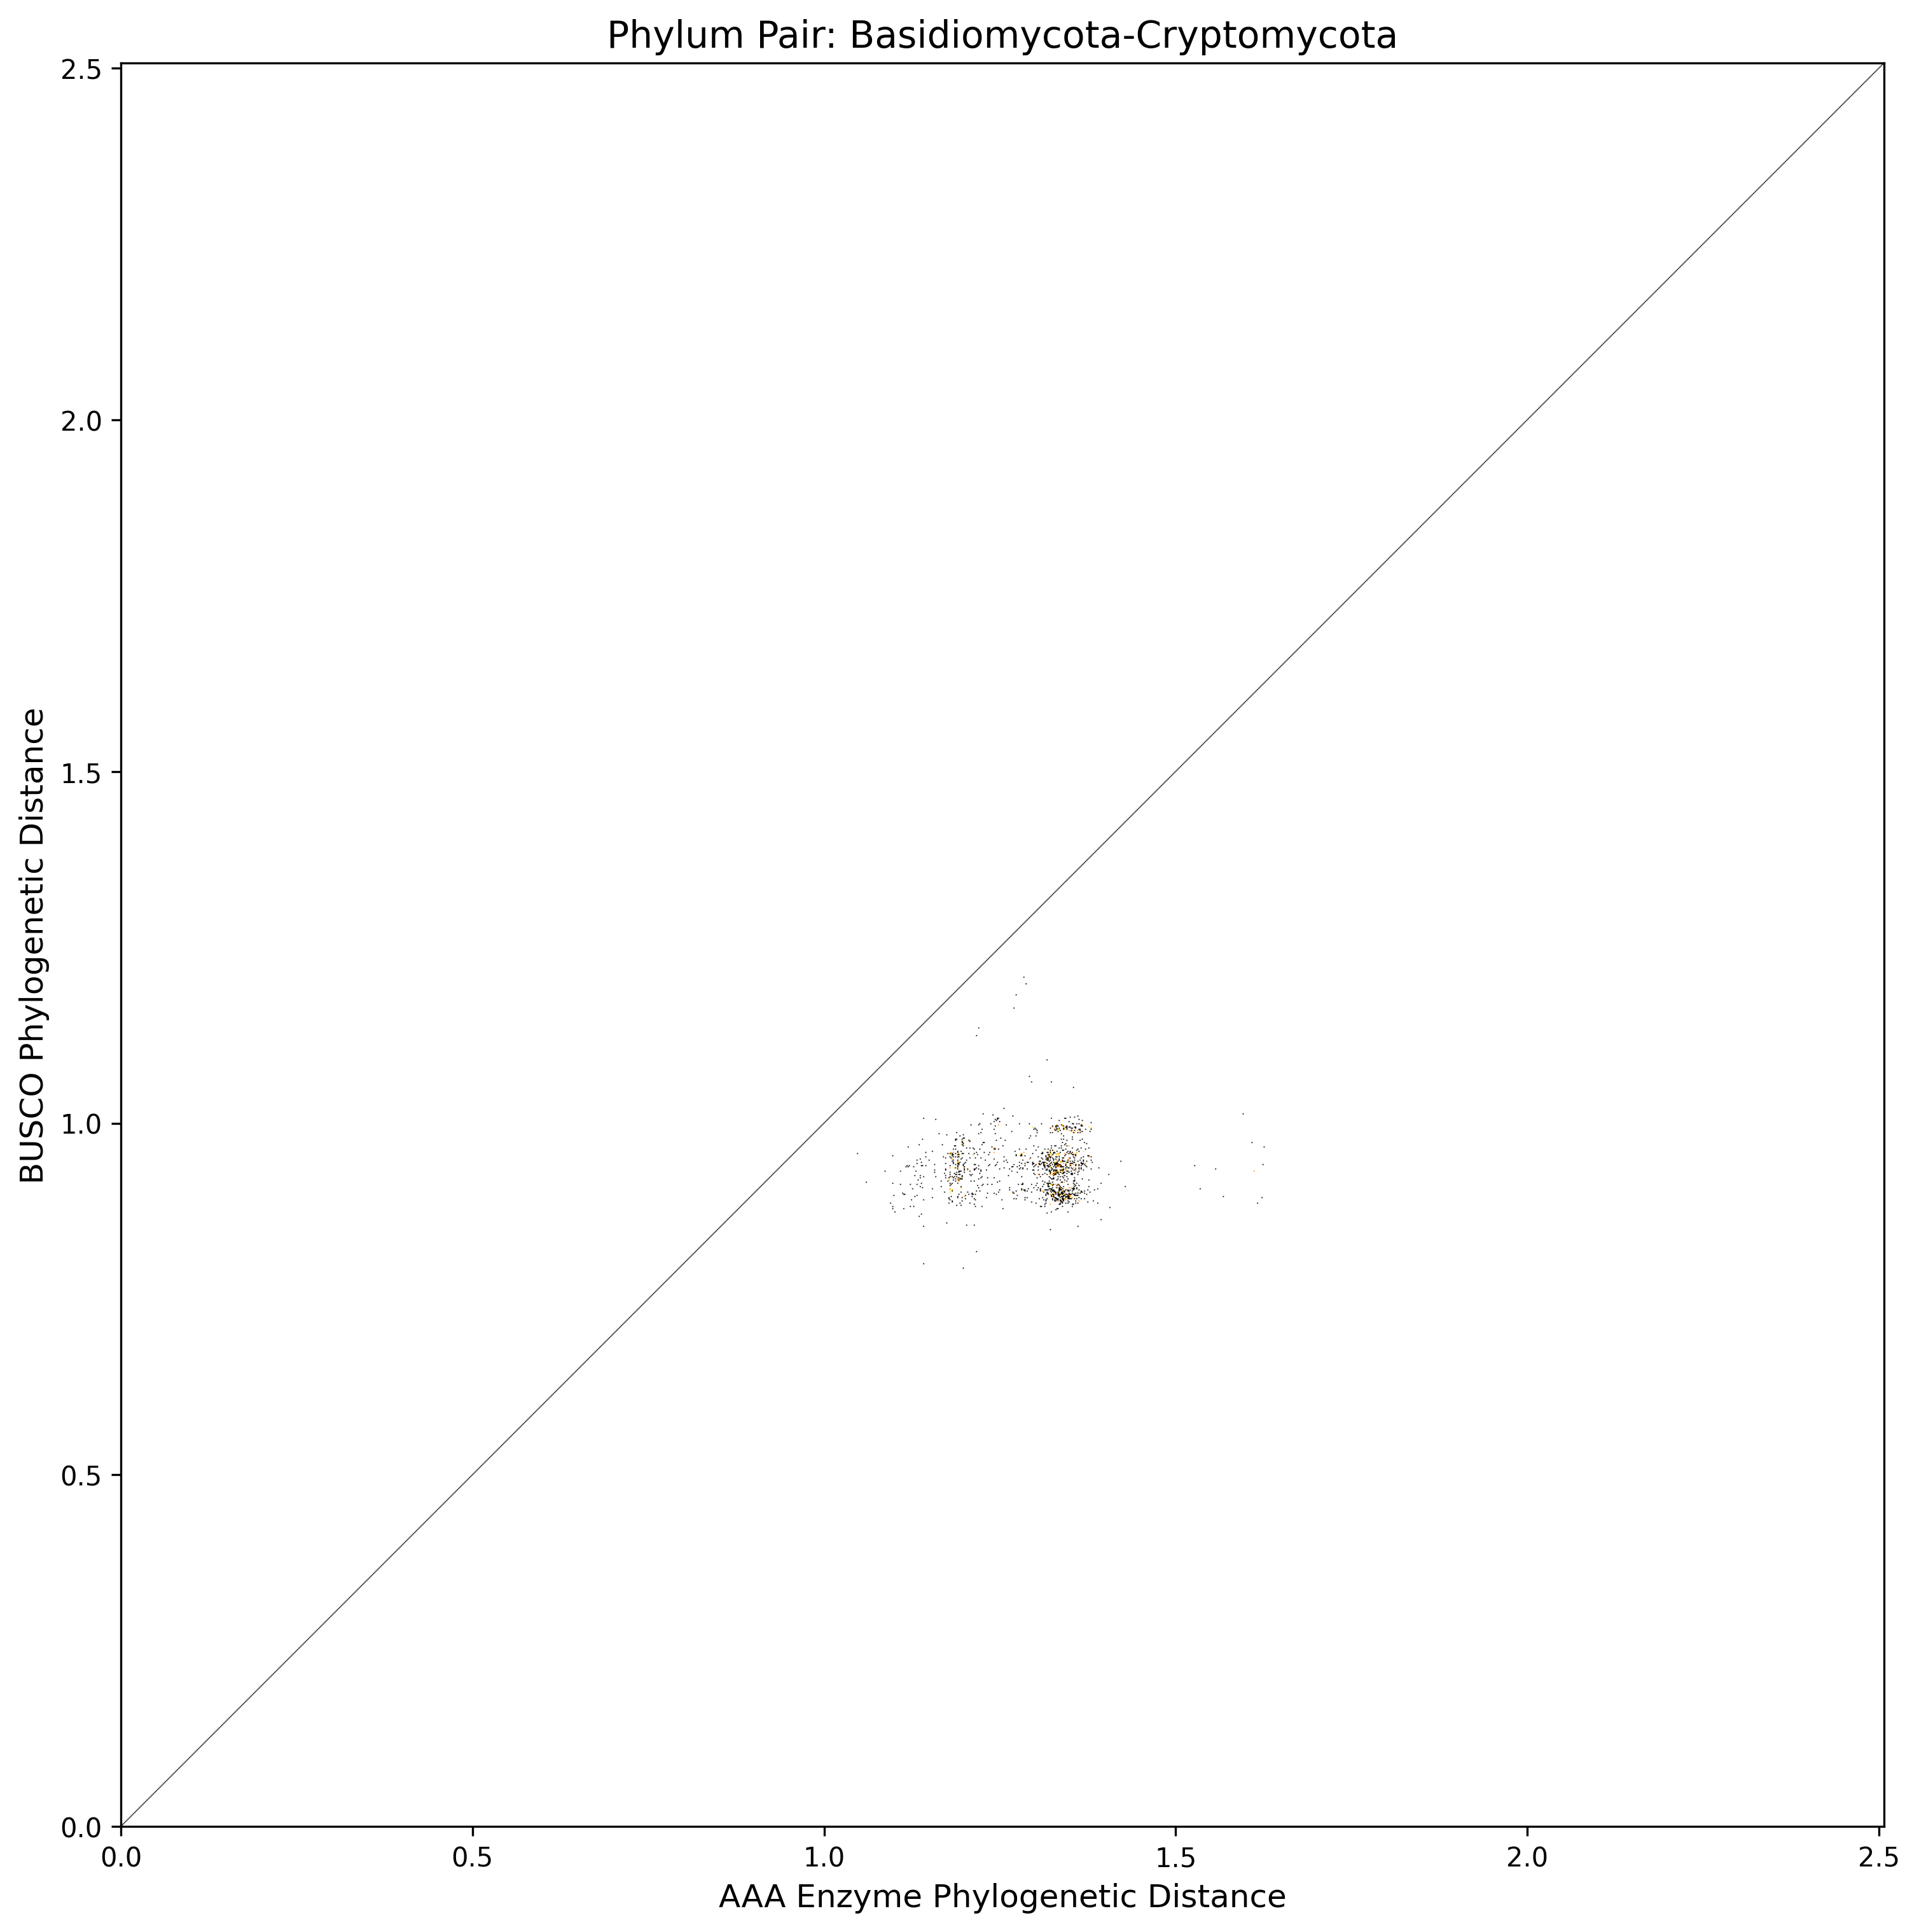 Phylum Pair: Basidiomycota-Cryptomycota
2.5
2.0
1.5
1.0
0.5
0.0
BUSCO Phylogenetic Distance
0.0 0.5 1.0 1.5 2.0 2.5
AAA Enzyme Phylogenetic Distance